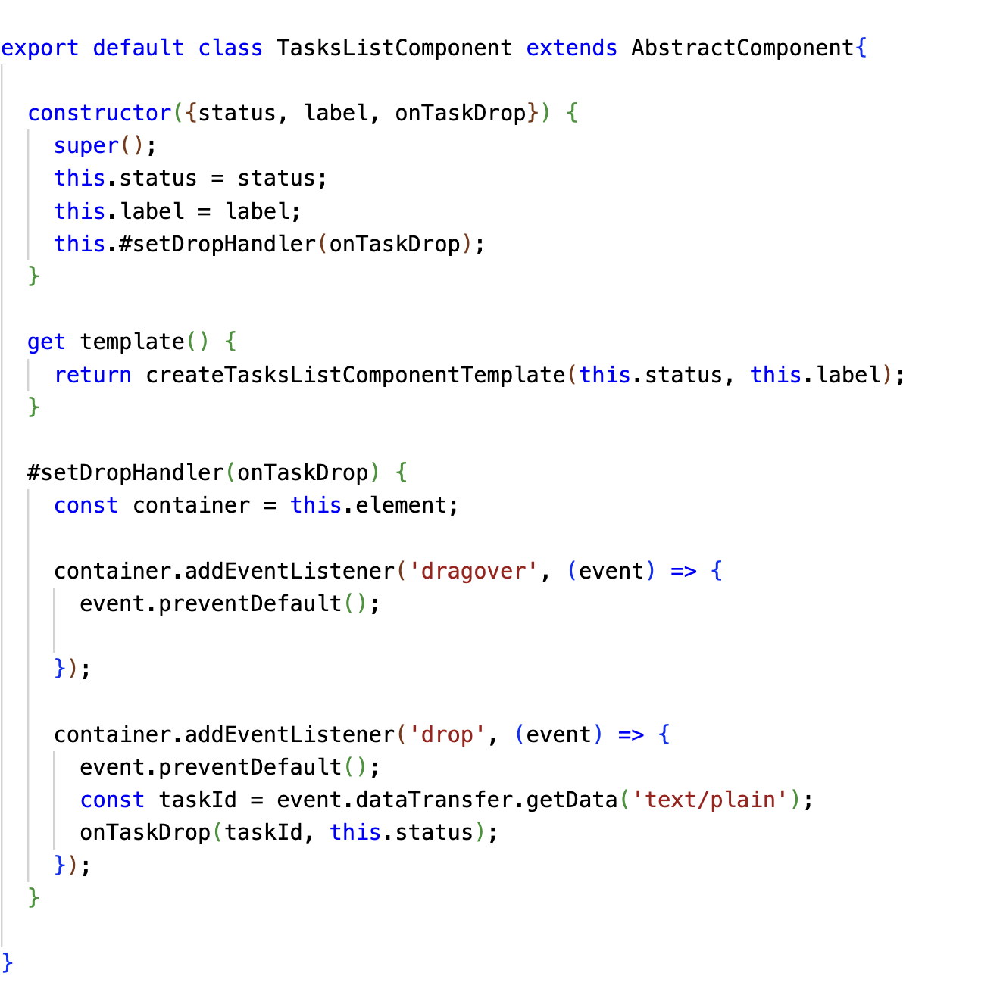 export default class TasksListComponent extends AbstractComponent{
constructor({status, label, onTaskDrop}) {
super();
this.status = status;
this.label = label;
this.#setDropHandler(onTaskDrop);
}
get template() {
return createTasksListComponentTemplate(this.status, this.label);
}
#setDropHandler(onTaskDrop) {
const container = this.element;
container.addEventListener('dragover', (event) => {
event.preventDefault();
});
container.addEventListener('drop', (event) => {
event.preventDefault();
const taskId = event.dataTransfer.getData('text/plain');
onTaskDrop(taskId, this.status);
});
}
}